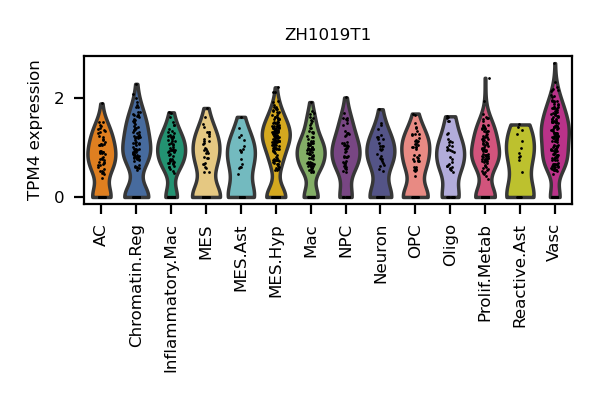 ZH1019T1
TPM4 expression
2
0
AC
Chromatin.Reg
Inflammatory.Mac
MES
MES.Ast
MES.Hyp
Mac
NPC
Neuron
OPC
Oligo
Prolif.Metab
Reactive.Ast
Vasc